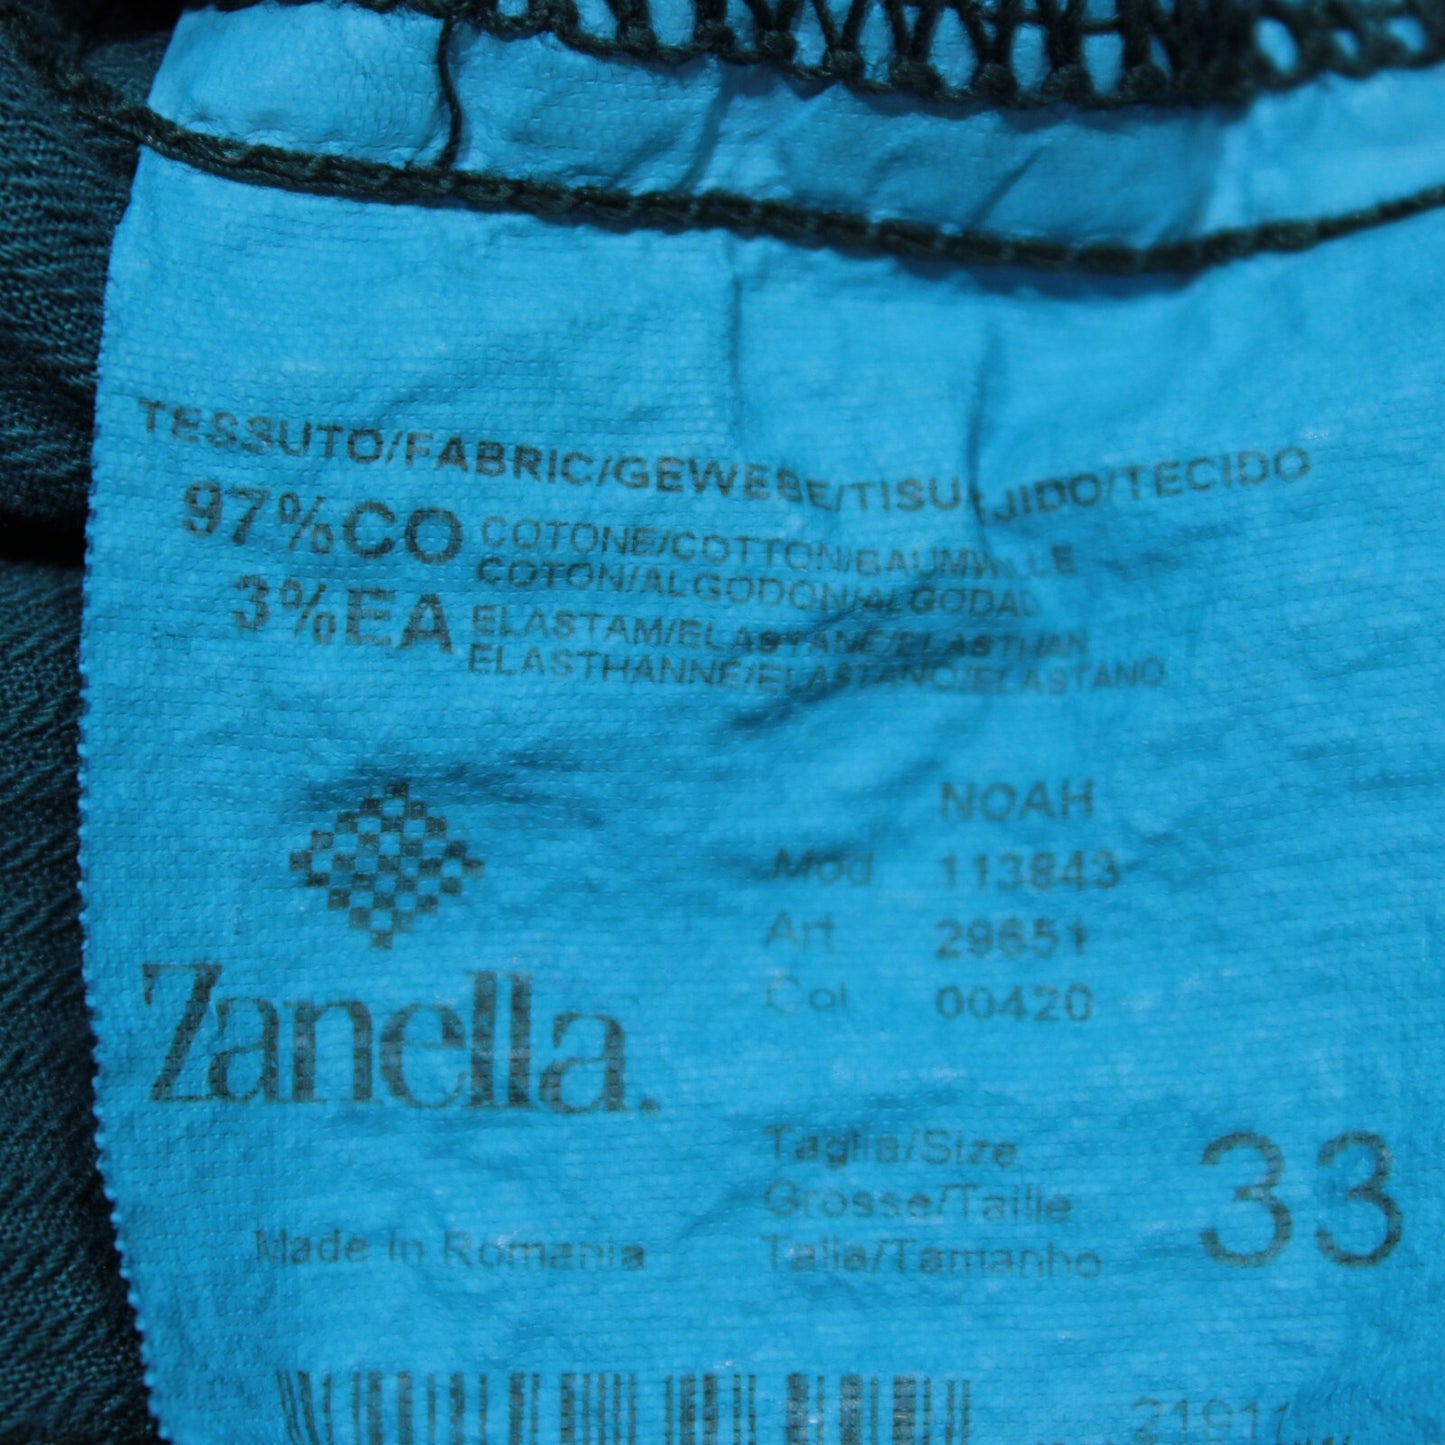 TESSUTO/FABRIC/GEWEBE/TISU JIDO/TECIDO
97%CO COTONE/COTTON/BAUMWOLLE
COTON/ALGODON/ALGODAO
3%EA ELASTAM/ELASTANE/ELASTHAN
ELASTHANNE/ELASTANO/ELASTANO
NOAH
Mod 113843
Art 29651
Col 00420
Zanella.
Taglia/Size
Grosse/Taille
Talla/Tamanho
33
Made in Romania